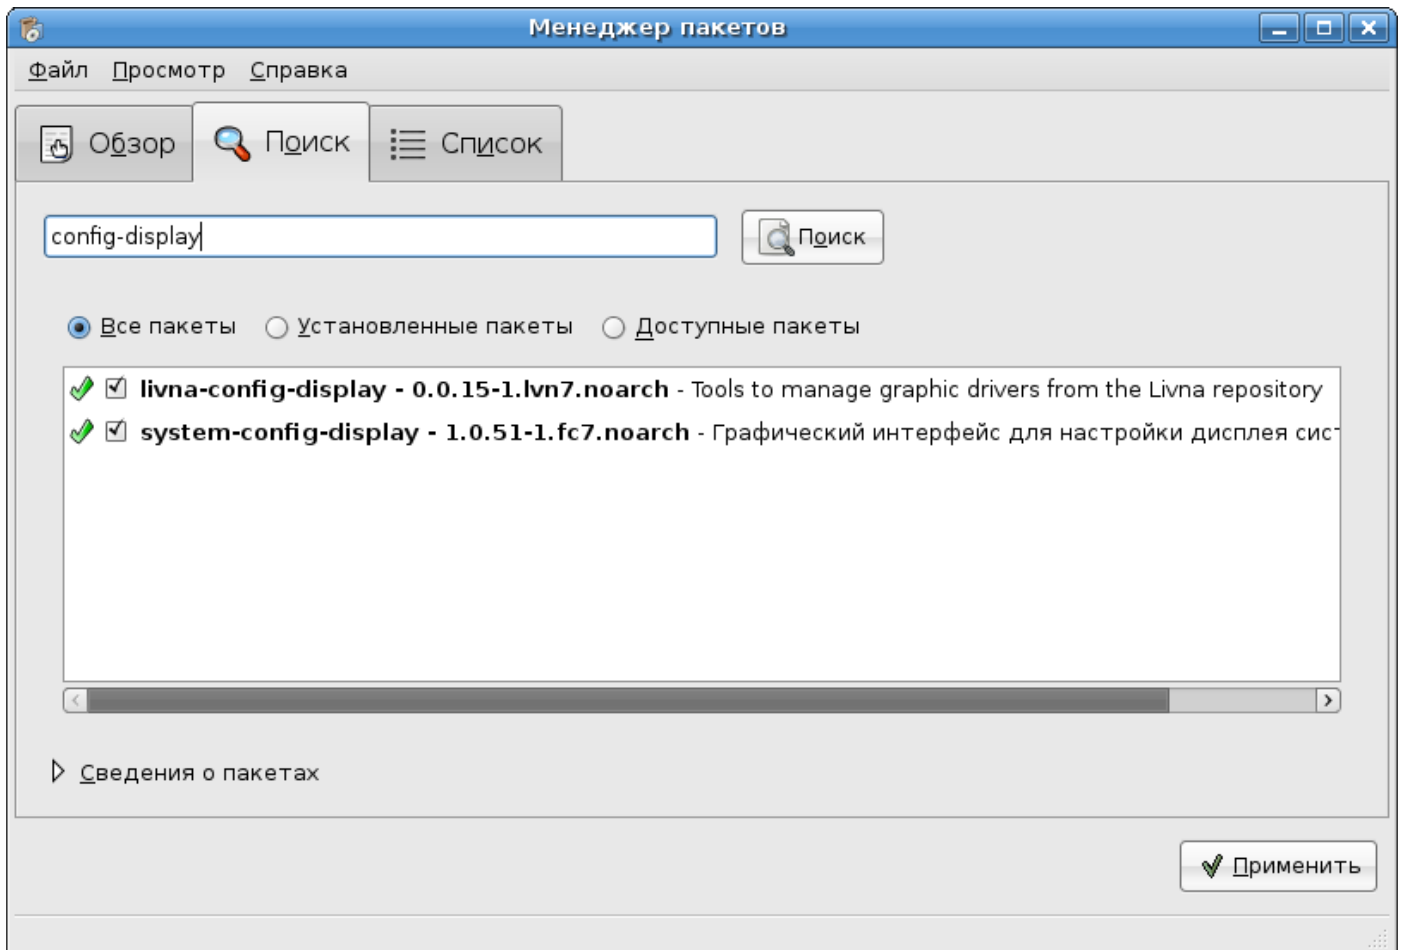 Менеджер пакетов
Файл Просмотр Справка
Обзор Поиск Список
config-display Поиск
Все пакеты Установленные пакеты Доступные пакеты
livna-config-display - 0.0.15-1.lvn7.noarch - Tools to manage graphic drivers from the Livna repository
system-config-display - 1.0.51-1.fc7.noarch - Графический интерфейс для настройки дисплея сис
Сведения о пакетах
Применить